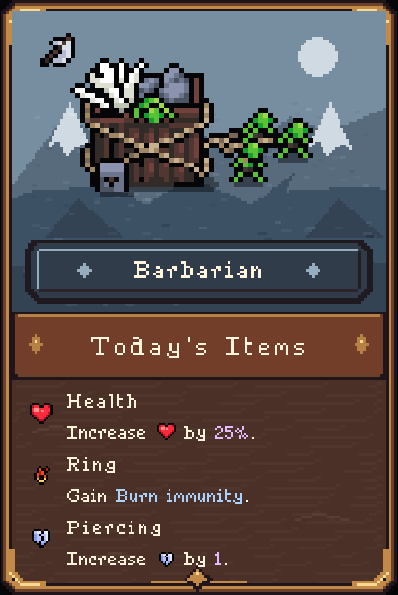 Barbarian
Today's Items
Health
Increase by 25%.
Ring
Gain Burn immunity.
Piercing
Increase by 1.